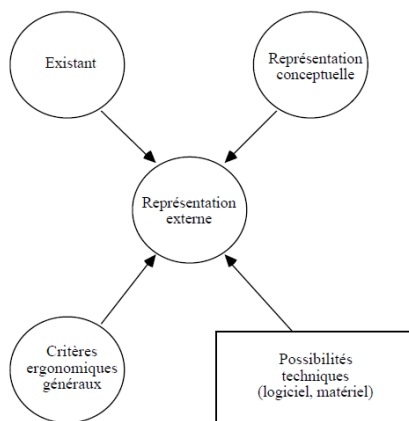 Existant
Représentation
conceptuelle
Représentation
externe
Critères
ergonomiques
généraux
Possibilités
techniques
(logiciel, matériel)